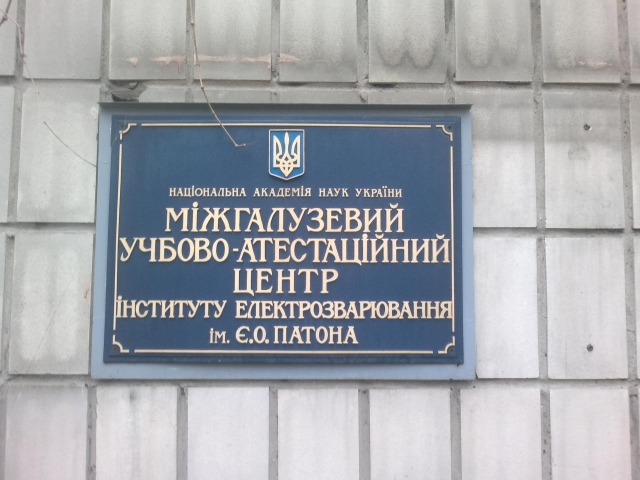 НАЦІОНАЛЬНА АКАДЕМІЯ НАУК УКРАЇНИ
МІЖГАЛУЗЕВИЙ
УЧБОВО-АТЕСТАЦІЙНИЙ
ЦЕНТР
ІНСТИТУТУ ЕЛЕКТРОЗВАРЮВАННЯ
ІМ. Є.О. ПАТОНА